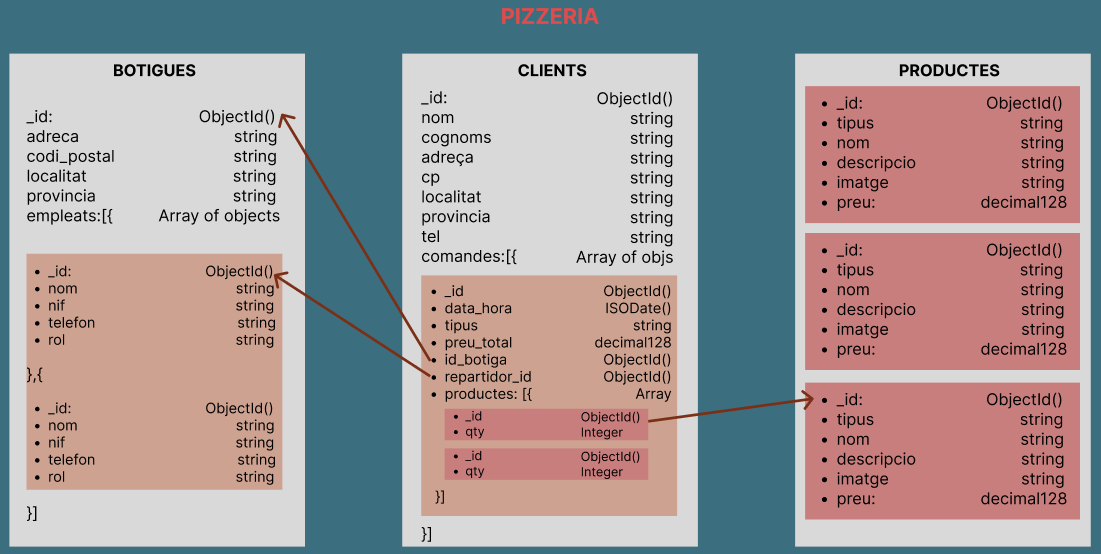 PIZZERIA
BOTIGUES
_id: ObjectId()
adreca string
codi_postal string
localitat string
provincia string
empleats:[{ Array of objects
• _id: ObjectId()
• nom string
• nif string
• telefon string
• rol string
},{
• _id: ObjectId()
• nom string
• nif string
• telefon string
• rol string
}]
CLIENTS
_id: ObjectId()
nom string
cognoms string
adreça string
cp string
localitat string
provincia string
tel string
comandes:[{ Array of objs
• _id ObjectId()
• data_hora ISODate()
• tipus string
• preu_total decimal128
• id_botiga ObjectId()
• repartidor_id ObjectId()
• productes: [{ Array
• _id ObjectId()
• qty Integer
• _id ObjectId()
• qty Integer
}]
}]
PRODUCTES
• _id: ObjectId()
• tipus string
• nom string
• descripcio string
• imatge string
• preu: decimal128
• _id: ObjectId()
• tipus string
• nom string
• descripcio string
• imatge string
• preu: decimal128
• _id: ObjectId()
• tipus string
• nom string
• descripcio string
• imatge string
• preu: decimal128